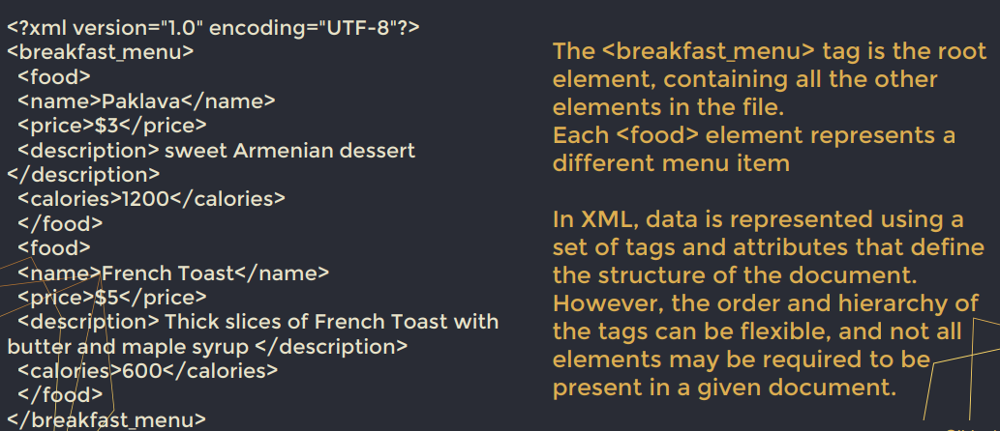 <?xml version="1.0" encoding="UTF-8"?>
<breakfast_menu>
<food>
<name>Paklava</name>
<price>$3</price>
<description> sweet Armenian dessert
</description>
<calories>1200</calories>
</food>
<food>
<name>French Toast</name>
<price>$5</price>
<description> Thick slices of French Toast with
butter and maple syrup </description>
<calories>600</calories>
</food>
</breakfast_menu>
The <breakfast_menu> tag is the root
element, containing all the other
elements in the file.
Each <food> element represents a
different menu item
In XML, data is represented using a
set of tags and attributes that define
the structure of the document.
However, the order and hierarchy of
the tags can be flexible, and not all
elements may be required to be
present in a given document.